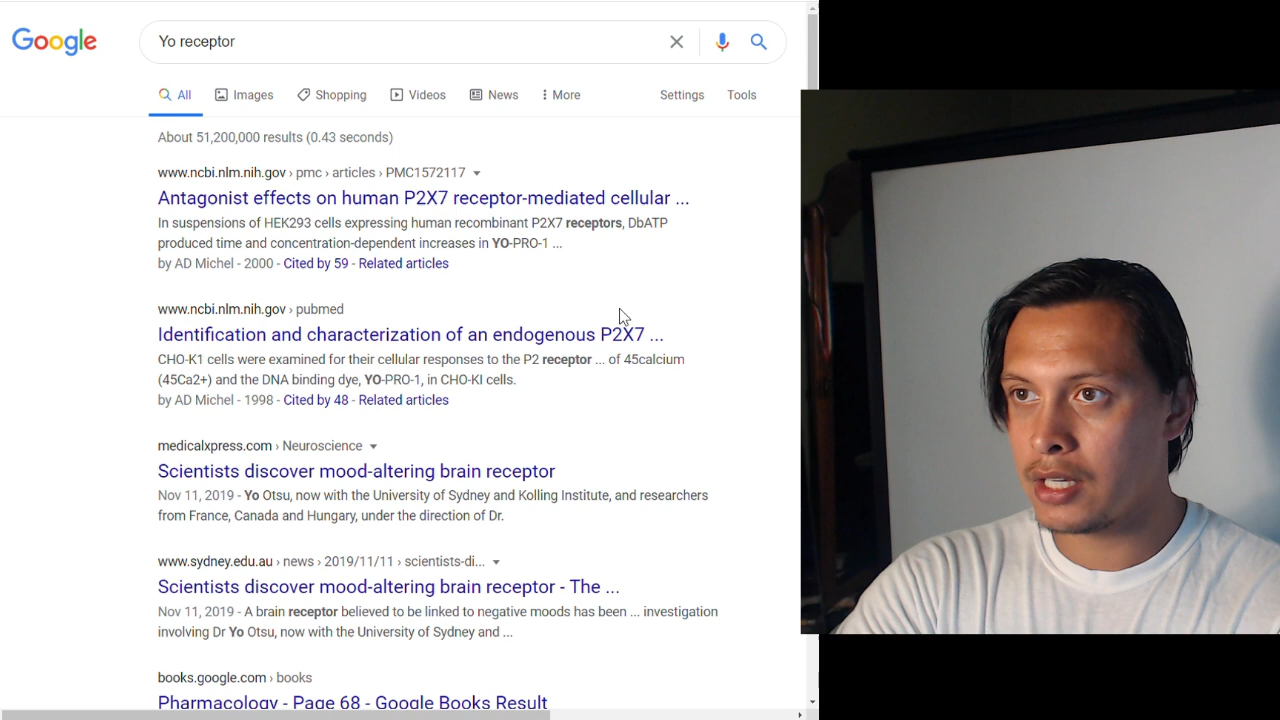 Google
Yo receptor
All Images Shopping Videos News More Settings Tools
About 51,200,000 results (0.43 seconds)
www.ncbi.nlm.nih.gov › pmc › articles › PMC1572117
Antagonist effects on human P2X7 receptor-mediated cellular ...
In suspensions of HEK293 cells expressing human recombinant P2X7 receptors, DbATP
produced time and concentration-dependent increases in YO-PRO-1 ...
by AD Michel - 2000 - Cited by 59 - Related articles
www.ncbi.nlm.nih.gov › pubmed
Identification and characterization of an endogenous P2X7 ...
CHO-K1 cells were examined for their cellular responses to the P2 receptor ... of 45calcium
(45Ca2+) and the DNA binding dye, YO-PRO-1, in CHO-KI cells.
by AD Michel - 1998 - Cited by 48 - Related articles
medicalxpress.com › Neuroscience
Scientists discover mood-altering brain receptor
Nov 11, 2019 - Yo Otsu, now with the University of Sydney and Kolling Institute, and researchers
from France, Canada and Hungary, under the direction of Dr.
www.sydney.edu.au › news › 2019/11/11 › scientists-di...
Scientists discover mood-altering brain receptor - The ...
Nov 11, 2019 - A brain receptor believed to be linked to negative moods has been ... investigation
involving Dr Yo Otsu, now with the University of Sydney and ...
books.google.com › books
Pharmacology - Page 68 - Google Books Result